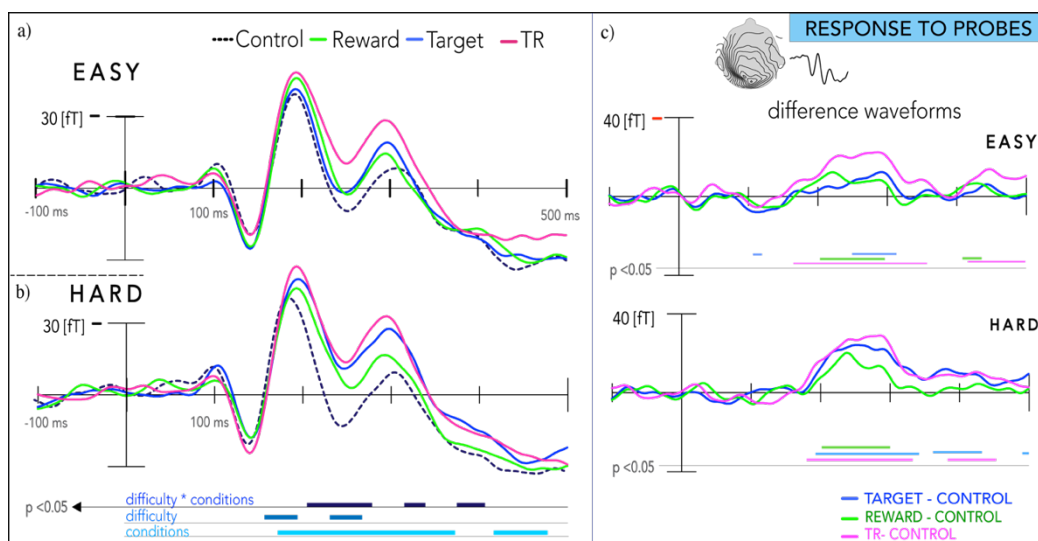 a)
Control Reward Target TR
EASY
30 [fT]
-100 ms
100 ms
500 ms
b)
HARD
30 [fT]
-100 ms
100 ms
p <0.05
difficulty * conditions
difficulty
conditions
c)
RESPONSE TO PROBES
difference waveforms
40 [fT]
EASY
p <0.05
40 [fT]
HARD
p <0.05
TARGET - CONTROL
REWARD - CONTROL
TR- CONTROL